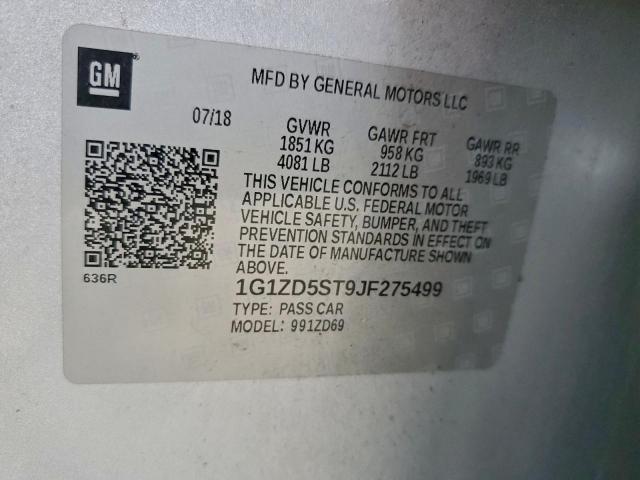 GM
MFD BY GENERAL MOTORS LLC
07/18
GVWR GAWR FRT GAWR RR
1851 KG 958 KG 893 KG
4081 LB 2112 LB 1969 LB
THIS VEHICLE CONFORMS TO ALL
APPLICABLE U.S. FEDERAL MOTOR
VEHICLE SAFETY, BUMPER, AND THEFT
PREVENTION STANDARDS IN EFFECT ON
THE DATE OF MANUFACTURE SHOWN
ABOVE.
636R
1G1ZD5ST9JF275499
TYPE: PASS CAR
MODEL: 991ZD69